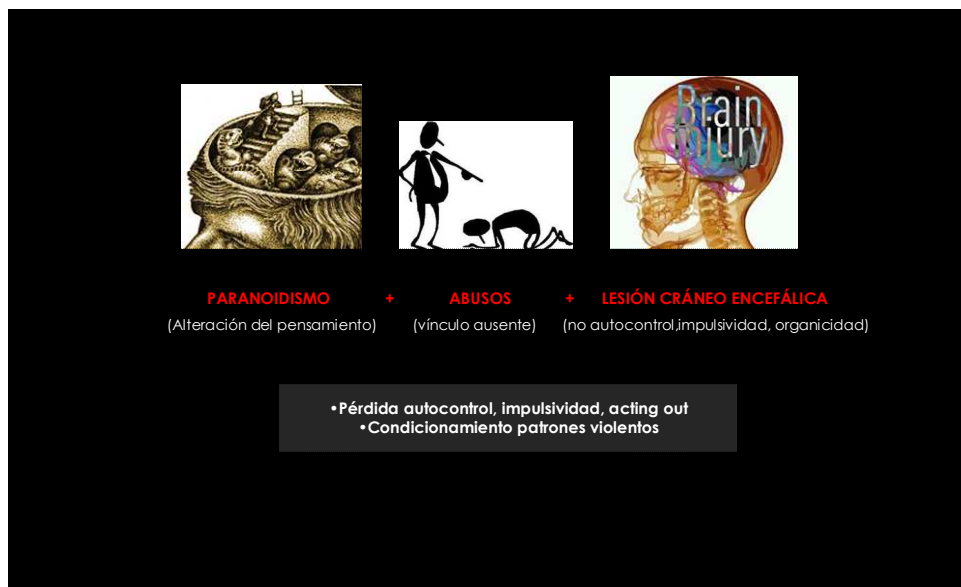 Brain
injury
PARANOIDISMO + ABUSOS + LESIÓN CRÁNEO ENCEFÁLICA
(Alteración del pensamiento) (vínculo ausente) (no autocontrol,impulsividad, organicidad)
•Pérdida autocontrol, impulsividad, acting out
•Condicionamiento patrones violentos